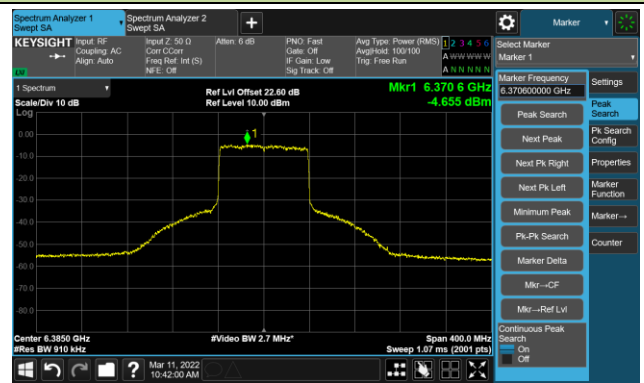 Spectrum Analyzer 1
Swept SA
Spectrum Analyzer 2
Swept SA
+
Marker
KEYSIGHT
Input: RF
Coupling: AC
Align: Auto
Input Z: 50 Ω
Corr CCorr
Freq Ref: Int (S)
NFE: Off
Atten: 6 dB
PNO: Fast
Gate: Off
IF Gain: Low
Sig Track: Off
Avg Type: Power (RMS)
Avg|Hold: 100/100
Trig: Free Run
1 2 3 4 5 6
A W W W W W
A N N N N N
LXI
Select Marker
Marker 1
1 Spectrum
Scale/Div 10 dB
Log
Ref Lvl Offset 22.60 dB
Ref Level 10.00 dBm
Mkr1 6.370 6 GHz
-4.655 dBm
1
0.00
-10.0
-20.0
-30.0
-40.0
-50.0
-60.0
-70.0
-80.0
Center 6.3850 GHz
#Res BW 910 kHz
#Video BW 2.7 MHz*
Span 400.0 MHz
Sweep 1.07 ms (2001 pts)
Marker Frequency
6.370600000 GHz
Peak Search
Next Peak
Next Pk Right
Next Pk Left
Minimum Peak
Pk-Pk Search
Marker Delta
Mkr→CF
Mkr→Ref Lvl
Continuous Peak
Search
On
Off
Settings
Peak
Search
Pk Search
Config
Properties
Marker
Function
Marker→
Counter
?
Mar 11, 2022
10:42:00 AM